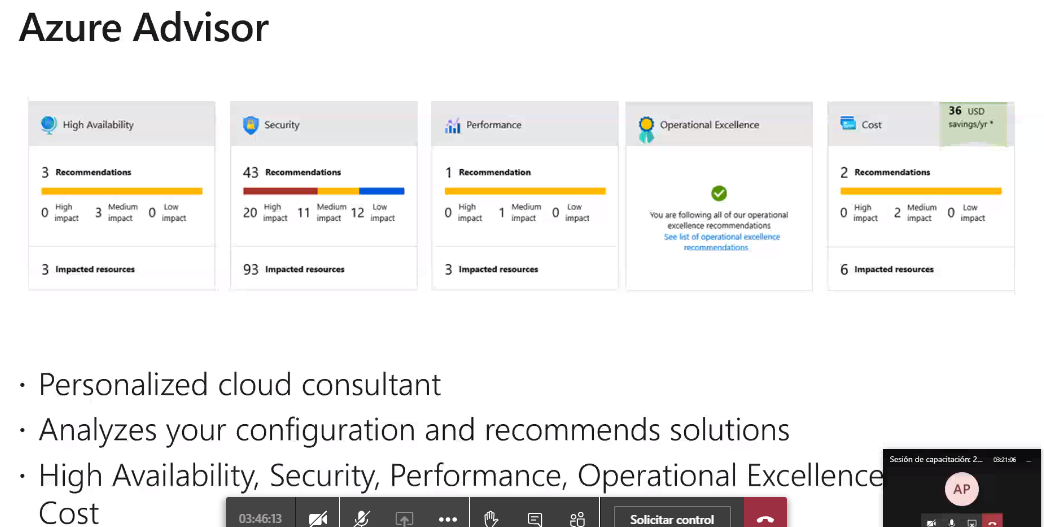 Azure Advisor
High Availability
3 Recommendations
0 High impact 3 Medium impact 0 Low impact
3 Impacted resources
Security
43 Recommendations
20 High impact 11 Medium impact 12 Low impact
93 Impacted resources
Performance
1 Recommendation
0 High impact 1 Medium impact 0 Low impact
3 Impacted resources
Operational Excellence
You are following all of our operational
excellence recommendations
See list of operational excellence
recommendations
Cost
36 USD
savings/yr *
2 Recommendations
0 High impact 2 Medium impact 0 Low impact
6 Impacted resources
· Personalized cloud consultant
· Analyzes your configuration and recommends solutions
· High Availability, Security, Performance, Operational Excellence
Cost
03:46:13
Solicitar control
Sesión de capacitación: 2... 03:21:06 ...
AP